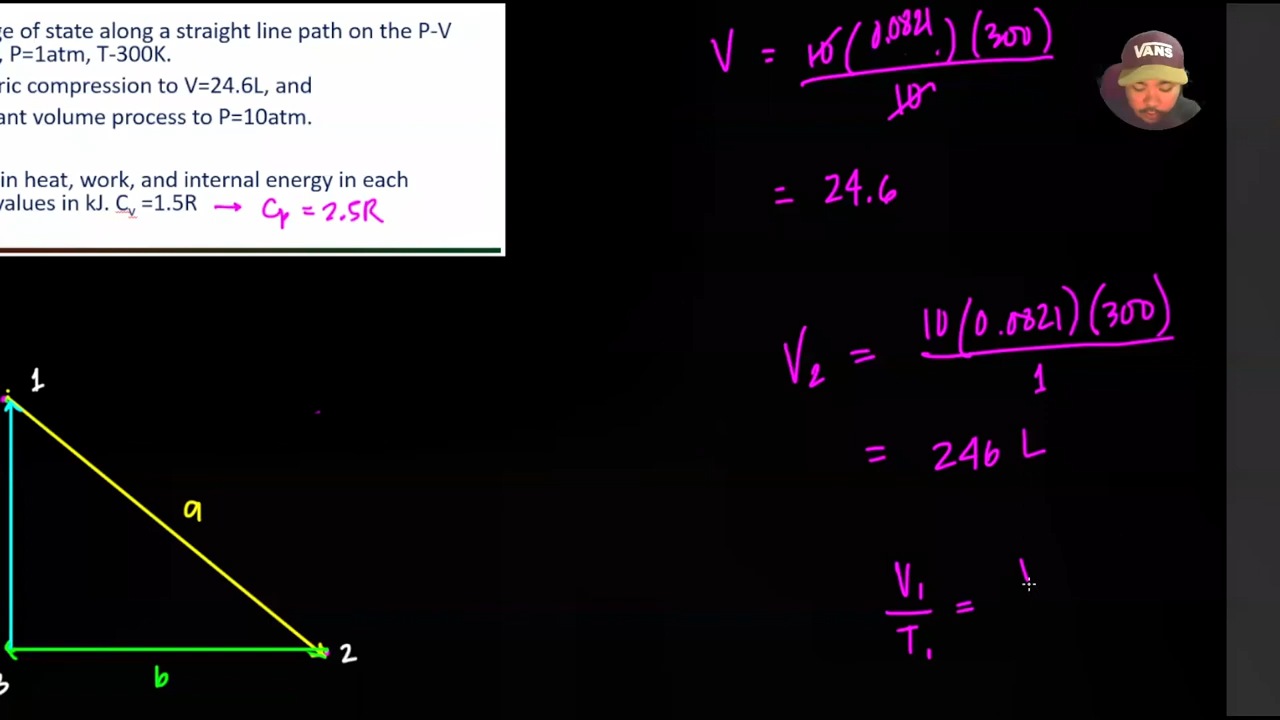 ge of state along a straight line path on the P-V
, P=1atm, T-300K.
ric compression to V=24.6L, and
ant volume process to P=10atm.
in heat, work, and internal energy in each
values in kJ. Cv =1.5R → Cp = 2.5R
V = 10(0.0821)(300)
10
= 24.6
VANS
V2 = 10(0.0821)(300)
1
= 246 L
V1
T1 =
1
a
2
b
3